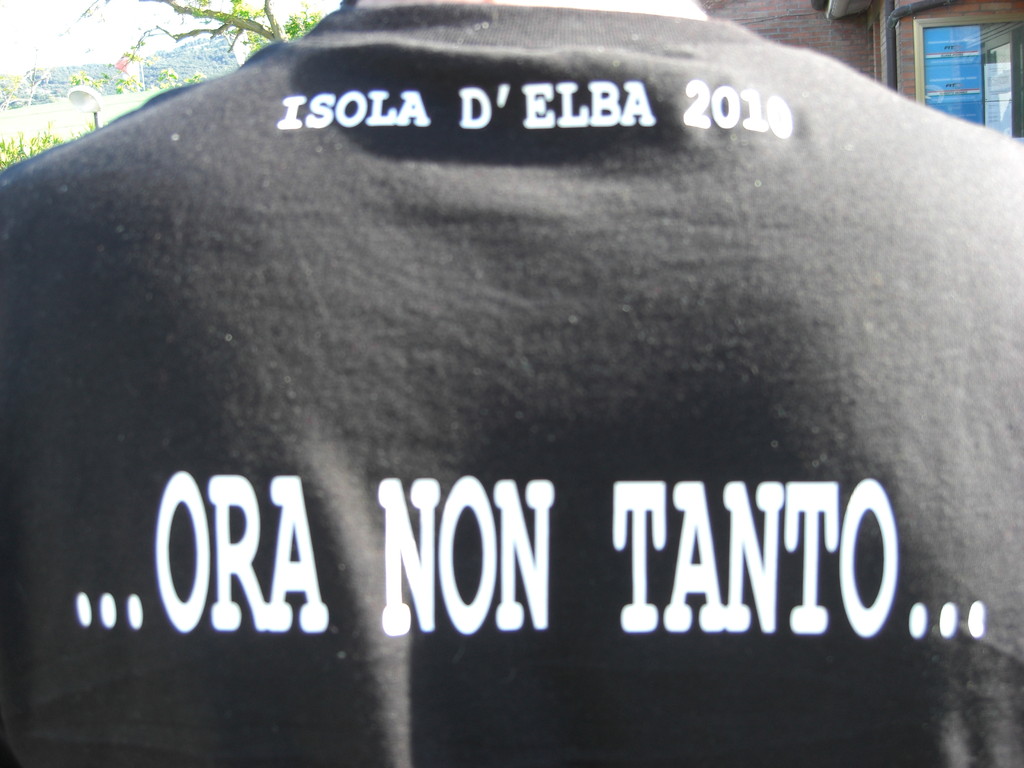 ISOLA D'ELBA 2010
...ORA NON TANTO...